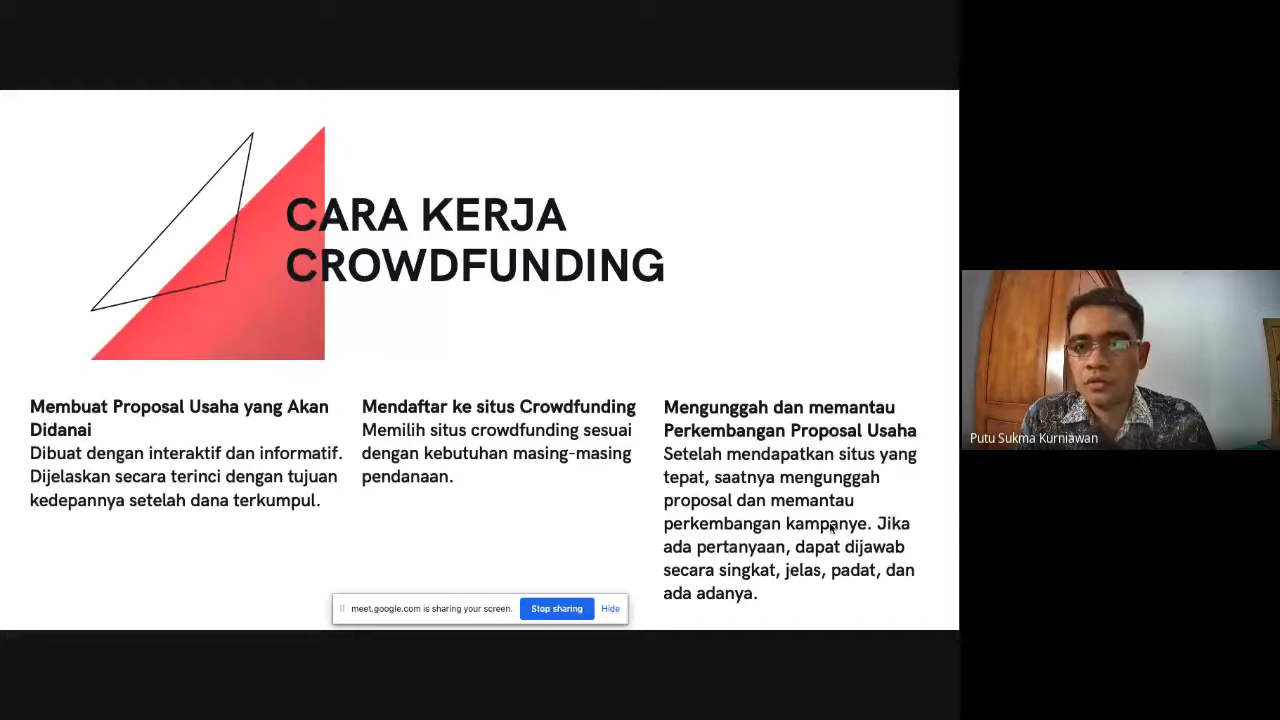 CARA KERJA
CROWDFUNDING
Membuat Proposal Usaha yang Akan
Didanai
Dibuat dengan interaktif dan informatif.
Dijelaskan secara terinci dengan tujuan
kedepannya setelah dana terkumpul.
Mendaftar ke situs Crowdfunding
Memilih situs crowdfunding sesuai
dengan kebutuhan masing-masing
pendanaan.
Mengunggah dan memantau
Perkembangan Proposal Usaha
Setelah mendapatkan situs yang
tepat, saatnya mengunggah
proposal dan memantau
perkembangan kampanye. Jika
ada pertanyaan, dapat dijawab
secara singkat, jelas, padat, dan
ada adanya.
meet.google.com is sharing your screen. Stop sharing Hide
Putu Sukma Kurniawan